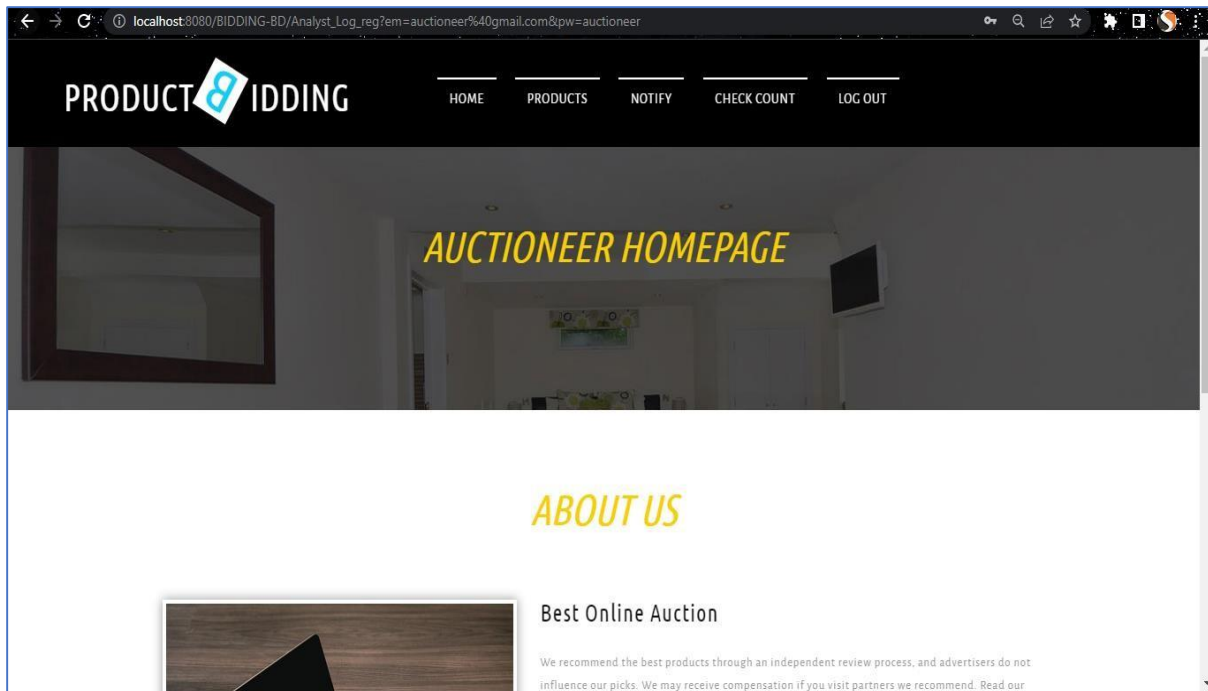 localhost:8080/BIDDING-BD/Analyst_Log_reg?em=auctioneer%40gmail.com&pw=auctioneer
PRODUCT BIDDING
HOME PRODUCTS NOTIFY CHECK COUNT LOG OUT
AUCTIONEER HOMEPAGE
ABOUT US
Best Online Auction
We recommend the best products through an independent review process, and advertisers do not
influence our picks. We may receive compensation if you visit partners we recommend. Read our